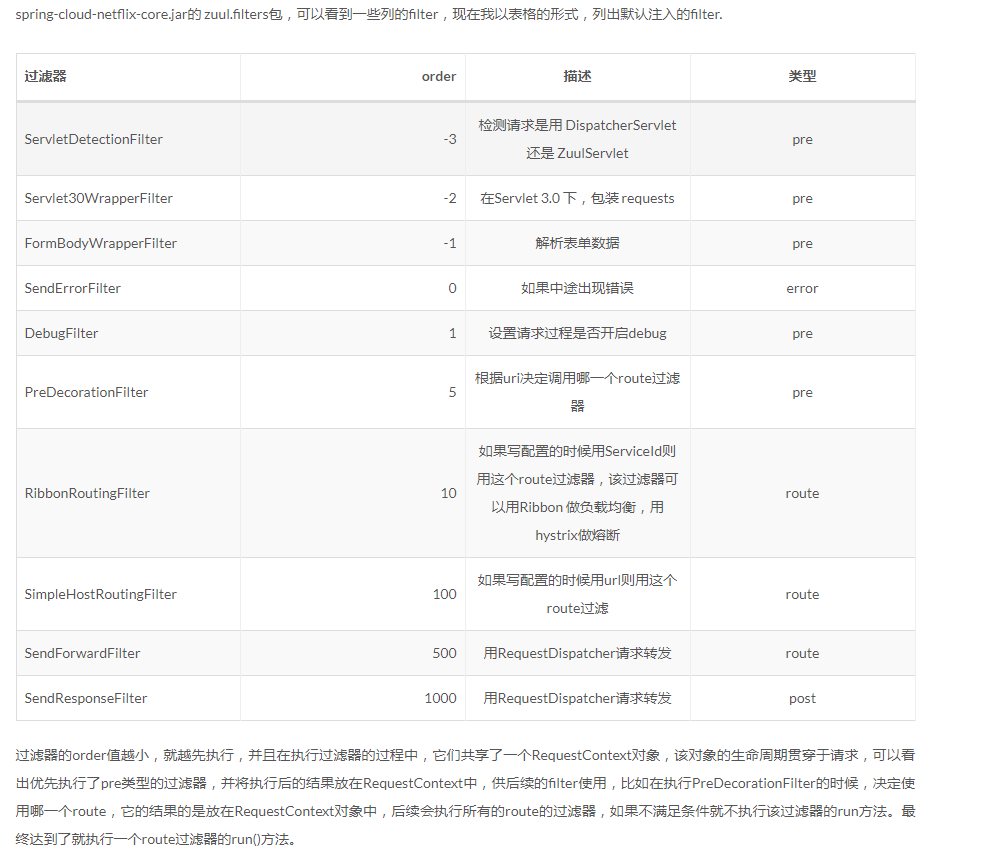 spring-cloud-netflix-core.jar的 zuul.filters包，可以看到一些列的filter，现在我以表格的形式，列出默认注入的filter.
过滤器 order 描述 类型
ServletDetectionFilter -3 检测请求是用 DispatcherServlet
还是 ZuulServlet pre
Servlet30WrapperFilter -2 在Servlet 3.0 下，包装 requests pre
FormBodyWrapperFilter -1 解析表单数据 pre
SendErrorFilter 0 如果中途出现错误 error
DebugFilter 1 设置请求过程是否开启debug pre
PreDecorationFilter 5 根据uri决定调用哪一个route过滤
器 pre
RibbonRoutingFilter 10 如果写配置的时候用ServiceId则
用这个route过滤器，该过滤器可
以用Ribbon 做负载均衡，用
hystrix做熔断 route
SimpleHostRoutingFilter 100 如果写配置的时候用url则用这个
route过滤 route
SendForwardFilter 500 用RequestDispatcher请求转发 route
SendResponseFilter 1000 用RequestDispatcher请求转发 post
过滤器的order值越小，就越先执行，并且在执行过滤器的过程中，它们共享了一个RequestContext对象，该对象的生命周期贯穿于请求，可以看
出优先执行了pre类型的过滤器，并将执行后的结果放在RequestContext中，供后续的filter使用，比如在执行PreDecorationFilter的时候，决定使
用哪一个route，它的结果的是放在RequestContext对象中，后续会执行所有的route的过滤器，如果不满足条件就不执行该过滤器的run方法。最
终达到了就执行一个route过滤器的run()方法。